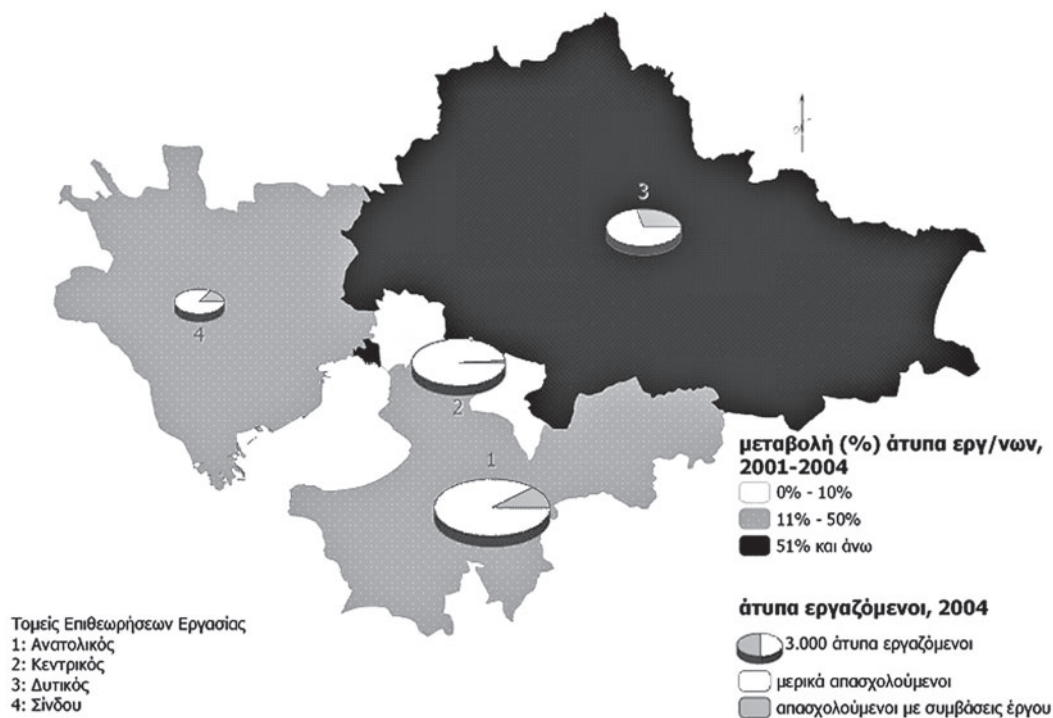 3
4
2
1
μεταβολή (%) άτυπα εργ/νων,
2001-2004
0% - 10%
11% - 50%
51% και άνω
άτυπα εργαζόμενοι, 2004
3.000 άτυπα εργαζόμενοι
μερικά απασχολούμενοι
απασχολούμενοι με συμβάσεις έργου
Τομείς Επιθεωρήσεων Εργασίας
1: Ανατολικός
2: Κεντρικός
3: Δυτικός
4: Σίνδου